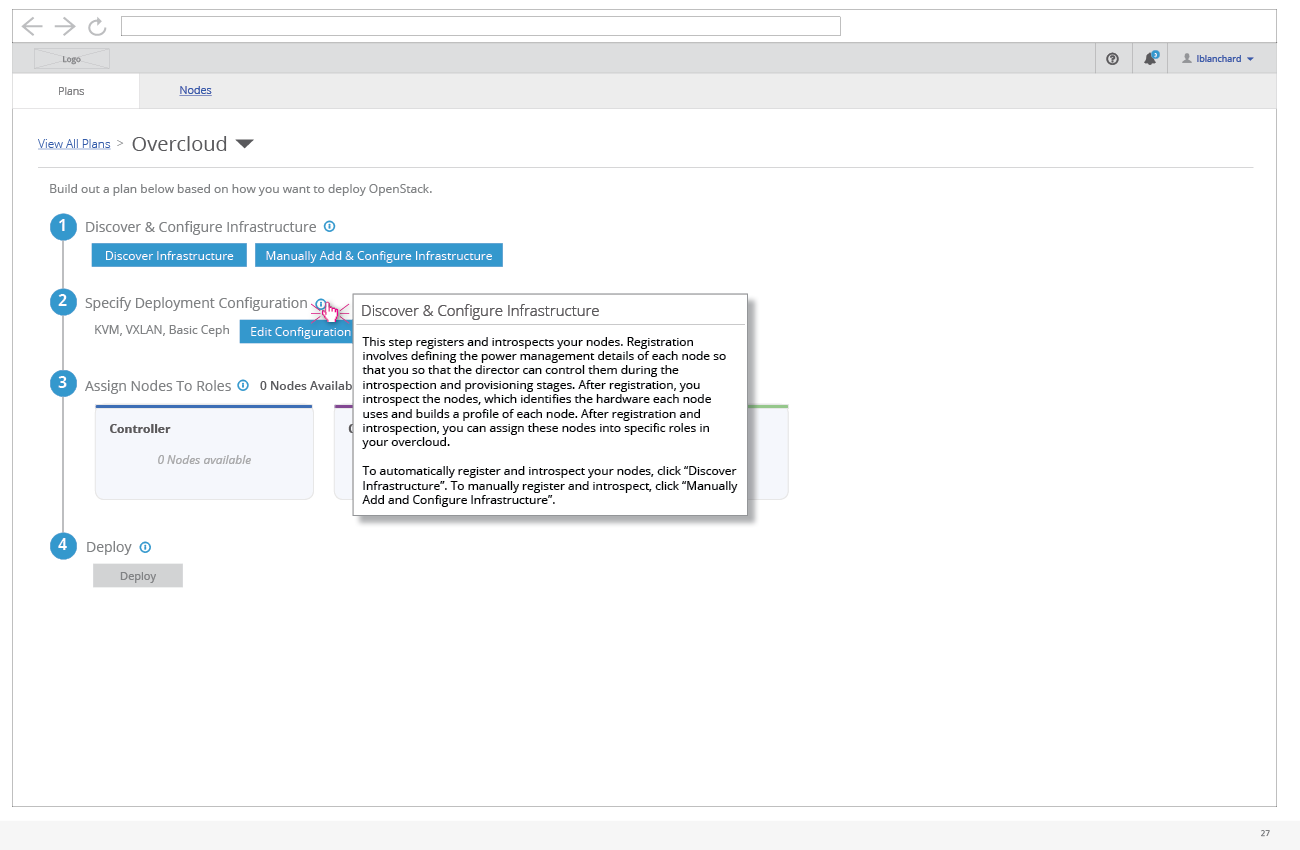 Logo
3
lblanchard
Plans
Nodes
View All Plans > Overcloud
Build out a plan below based on how you want to deploy OpenStack.
1 Discover & Configure Infrastructure
Discover Infrastructure
Manually Add & Configure Infrastructure
2 Specify Deployment Configuration
KVM, VXLAN, Basic Ceph
Edit Configuration
Discover & Configure Infrastructure
This step registers and introspects your nodes. Registration
involves defining the power management details of each node so
that you so that the director can control them during the
introspection and provisioning stages. After registration, you
introspect the nodes, which identifies the hardware each node
uses and builds a profile of each node. After registration and
introspection, you can assign these nodes into specific roles in
your overcloud.
To automatically register and introspect your nodes, click “Discover
Infrastructure”. To manually register and introspect, click “Manually
Add and Configure Infrastructure”.
3 Assign Nodes To Roles
0 Nodes Availab
Controller
0 Nodes available
4 Deploy
Deploy
27